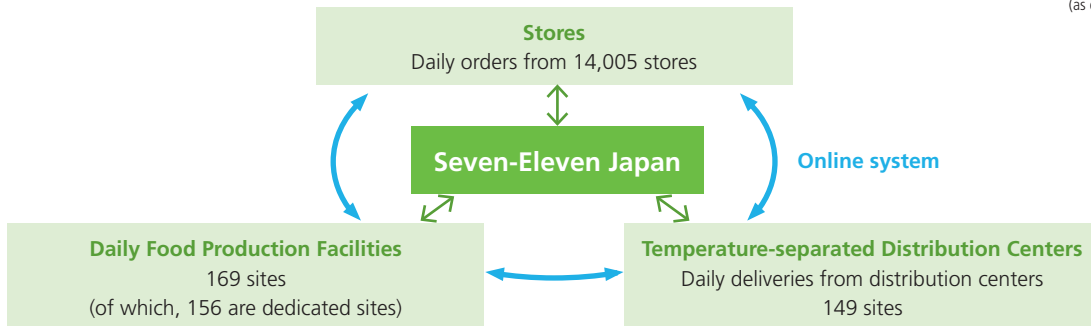 (as
Stores
Daily orders from 14,005 stores
Seven-Eleven Japan
Online system
Daily Food Production Facilities
169 sites
(of which, 156 are dedicated sites)
Temperature-separated Distribution Centers
Daily deliveries from distribution centers
149 sites